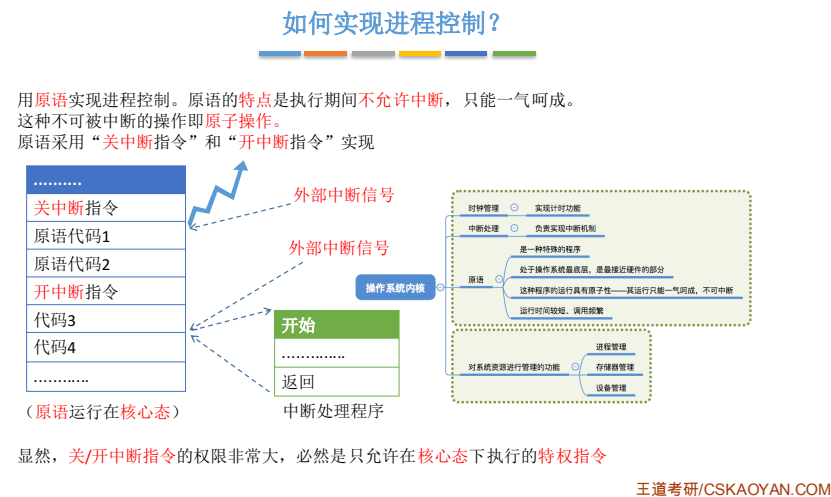 如何实现进程控制？
用原语实现进程控制。原语的特点是执行期间不允许中断，只能一气呵成。
这种不可被中断的操作即原子操作。
原语采用“关中断指令”和“开中断指令”实现
……….
关中断指令
原语代码1
原语代码2
开中断指令
代码3
代码4
…………
（原语运行在核心态）
外部中断信号
外部中断信号
开始
…………..
返回
中断处理程序
操作系统内核
时钟管理
实现计时功能
中断处理
负责实现中断机制
原语
是一种特殊的程序
处于操作系统最底层，是最接近硬件的部分
这种程序的运行具有原子性——其运行只能一气呵成，不可中断
运行时间较短、调用频繁
对系统资源进行管理的功能
进程管理
存储器管理
设备管理
显然，关/开中断指令的权限非常大，必然是只允许在核心态下执行的特权指令
王道考研/CSKAOYAN.COM